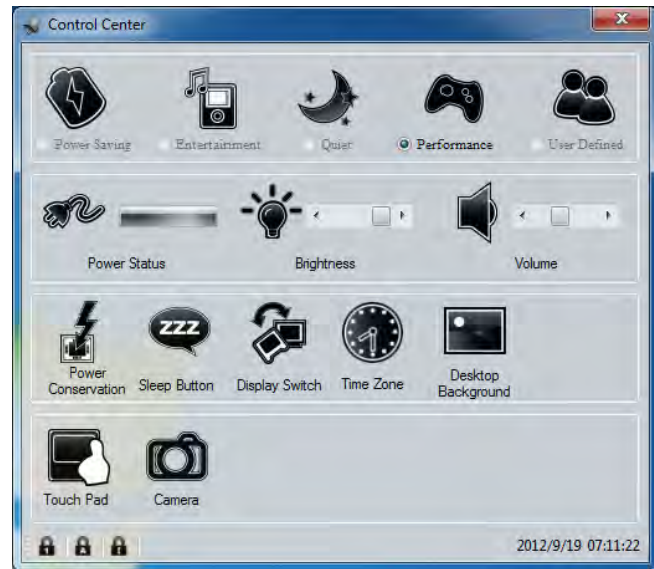 Control Center
Power Saving Entertainment Quiet Performance User Defined
Power Status Brightness Volume
ZZZ
Power
Conservation Sleep Button Display Switch Time Zone Desktop
Background
Touch Pad Camera
2012/9/19 07:11:22